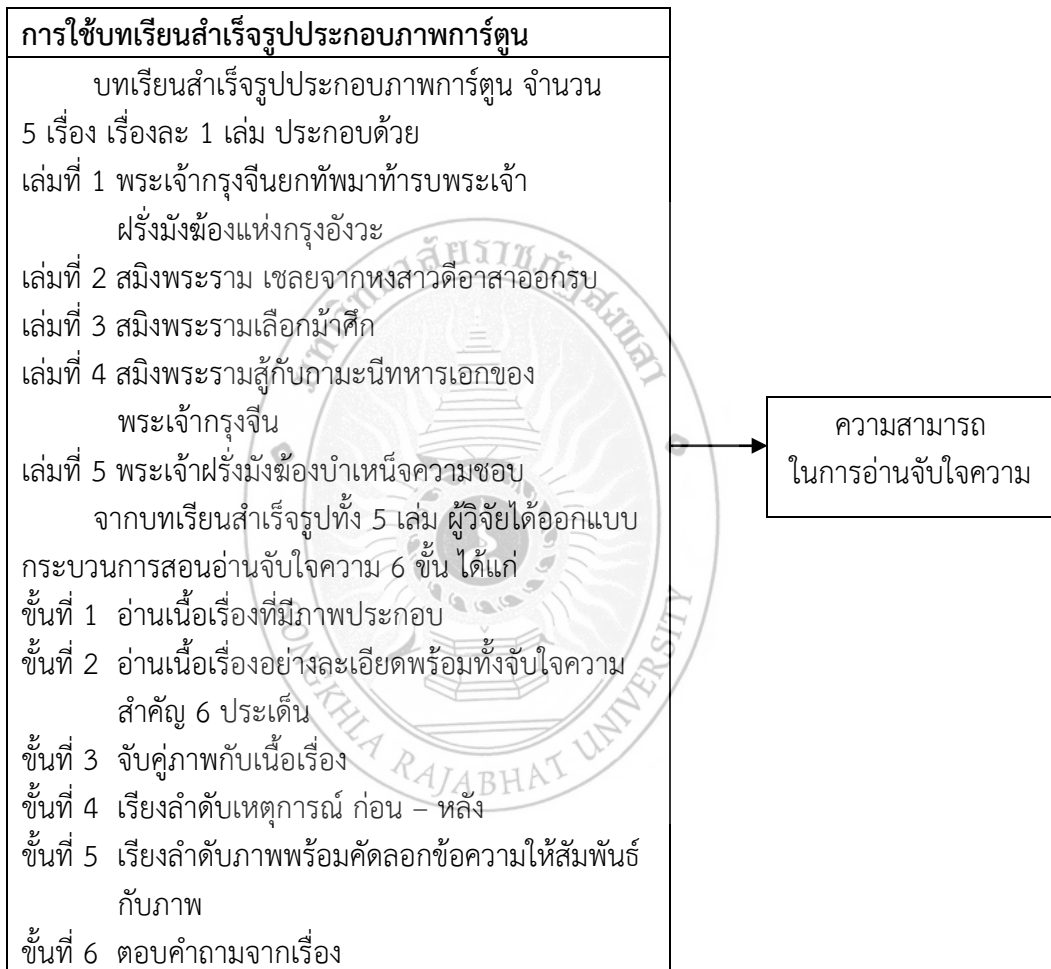 การใช้บทเรียนสำเร็จรูปประกอบภาพการ์ตูน
บทเรียนสำเร็จรูปประกอบภาพการ์ตูน จำนวน
5 เรื่อง เรื่องละ 1 เล่ม ประกอบด้วย
เล่มที่ 1 พระเจ้ากรุงจีนยกทัพมาท้ารบพระเจ้า
ฝรั่งมังฆ้องแห่งกรุงอังวะ
เล่มที่ 2 สมิงพระราม เชลยจากหงสาวดีอาสาออกรบ
เล่มที่ 3 สมิงพระรามเลือกม้าศึก
เล่มที่ 4 สมิงพระรามสู้กับกามะนีทหารเอกของ
พระเจ้ากรุงจีน
เล่มที่ 5 พระเจ้าฝรั่งมังฆ้องบำเหน็จความชอบ
จากบทเรียนสำเร็จรูปทั้ง 5 เล่ม ผู้วิจัยได้ออกแบบ
กระบวนการสอนอ่านจับใจความ 6 ขั้น ได้แก่
ขั้นที่ 1 อ่านเนื้อเรื่องที่มีภาพประกอบ
ขั้นที่ 2 อ่านเนื้อเรื่องอย่างละเอียดพร้อมทั้งจับใจความ
สำคัญ 6 ประเด็น
ขั้นที่ 3 จับคู่ภาพกับเนื้อเรื่อง
ขั้นที่ 4 เรียงลำดับเหตุการณ์ ก่อน – หลัง
ขั้นที่ 5 เรียงลำดับภาพพร้อมคัดลอกข้อความให้สัมพันธ์
กับภาพ
ขั้นที่ 6 ตอบคำถามจากเรื่อง
ความสามารถ
ในการอ่านจับใจความ
มหาวิทยาลัยราชภัฏสงขลา
SONGKHLA RAJABHAT UNIVERSITY